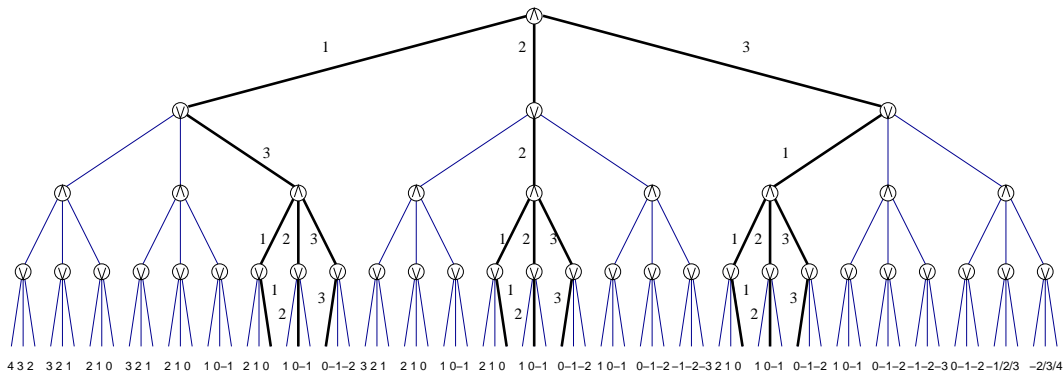 ∧
1 2 3
∨ ∨ ∨
3 2 1
∧ ∧ ∧ ∧ ∧ ∧ ∧ ∧ ∧
1 2 3 1 2 3 1 2 3
∨ ∨ ∨ ∨ ∨ ∨ ∨ ∨ ∨ ∨ ∨ ∨ ∨ ∨ ∨ ∨ ∨ ∨ ∨ ∨ ∨ ∨ ∨ ∨ ∨ ∨ ∨
1 3 1 3 1 3
2 2 2
4 3 2 3 2 1 2 1 0 3 2 1 2 1 0 1 0−1 2 1 0 1 0−1 0−1−2 3 2 1 2 1 0 1 0−1 2 1 0 1 0−1 0−1−2 1 0−1 0−1−2 −1−2−3 2 1 0 1 0−1 0−1−2 1 0−1 0−1−2 −1−2−3 0−1−2 −1/2/3 −2/3/4